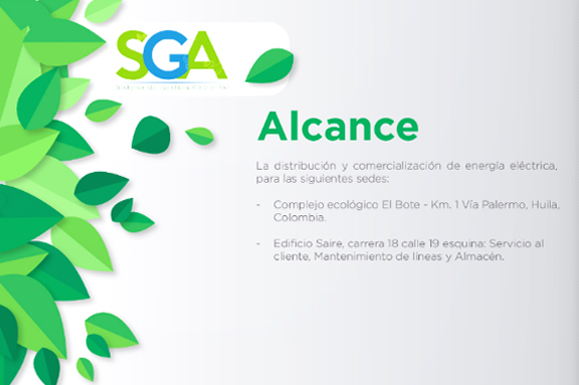 SGA
Alcance
La distribución y comercialización de energía eléctrica,
para las siguientes sedes:
- Complejo ecológico El Bote - Km. 1 Vía Palermo, Huila,
Colombia.
- Edificio Saire, carrera 18 calle 19 esquina: Servicio al
cliente, Mantenimiento de líneas y Almacén.